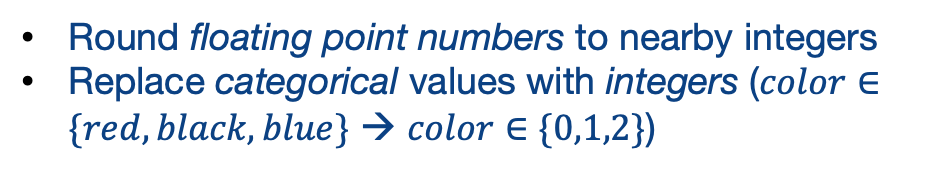 • Round floating point numbers to nearby integers
• Replace categorical values with integers (color ∈
{red, black, blue} → color ∈ {0,1,2})